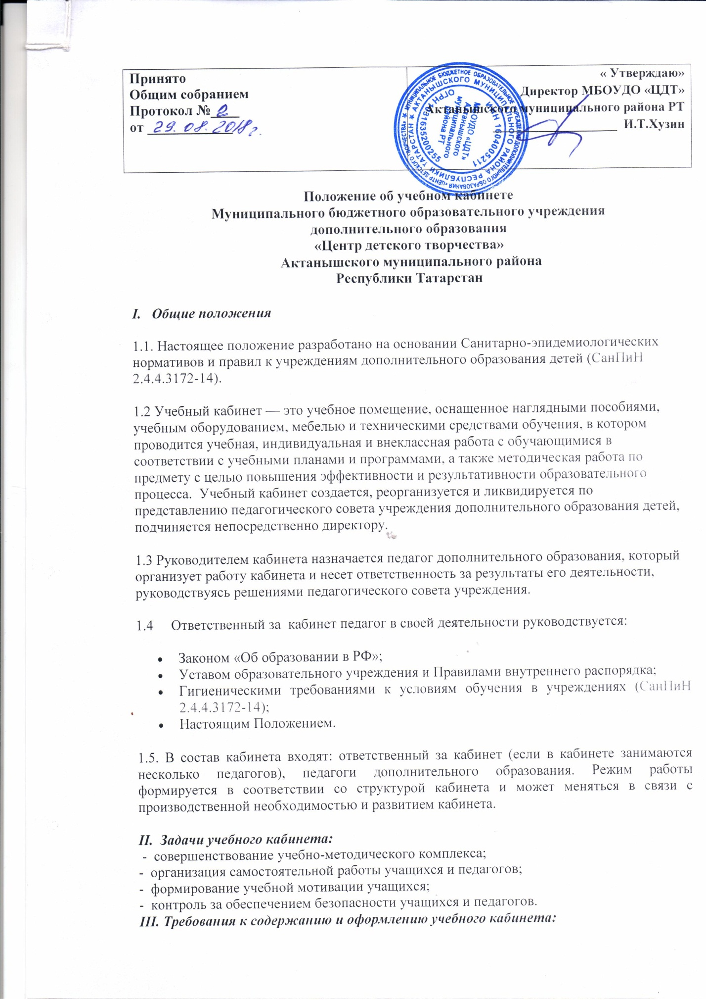 Принято
Общим собранием
Протокол № 2
от 29.08.2018г.
« Утверждаю»
Директор МБОУДО «ЦДТ»
Актанышского муниципального района РТ
И.Т.Хузин
МУНИЦИПАЛЬНОЕ БЮДЖЕТНОЕ ОБРАЗОВАТЕЛЬНОЕ УЧРЕЖДЕНИЕ ДОПОЛНИТЕЛЬНОГО ОБРАЗОВАНИЯ «ЦЕНТР ДЕТСКОГО ТВОРЧЕСТВА»
АКТАНЫШСКОГО МУНИЦИПАЛЬНОГО РАЙОНА РЕСПУБЛИКИ ТАТАРСТАН
ИНН 1604005211
ОГРН 1031635200255
МБОУДО «ЦДТ»
Актанышского
муниципального
района РТ
Положение об учебном кабинете
Муниципального бюджетного образовательного учреждения
дополнительного образования
«Центр детского творчества»
Актанышского муниципального района
Республики Татарстан
I. Общие положения
1.1. Настоящее положение разработано на основании Санитарно-эпидемиологических
нормативов и правил к учреждениям дополнительного образования детей (СанПиН
2.4.4.3172-14).
1.2 Учебный кабинет — это учебное помещение, оснащенное наглядными пособиями,
учебным оборудованием, мебелью и техническими средствами обучения, в котором
проводится учебная, индивидуальная и внеклассная работа с обучающимися в
соответствии с учебными планами и программами, а также методическая работа по
предмету с целью повышения эффективности и результативности образовательного
процесса. Учебный кабинет создается, реорганизуется и ликвидируется по
представлению педагогического совета учреждения дополнительного образования детей,
подчиняется непосредственно директору.
1.3 Руководителем кабинета назначается педагог дополнительного образования, который
организует работу кабинета и несет ответственность за результаты его деятельности,
руководствуясь решениями педагогического совета учреждения.
1.4 Ответственный за кабинет педагог в своей деятельности руководствуется:
• Законом «Об образовании в РФ»;
• Уставом образовательного учреждения и Правилами внутреннего распорядка;
• Гигиеническими требованиями к условиям обучения в учреждениях (СанПиН
2.4.4.3172-14);
• Настоящим Положением.
1.5. В состав кабинета входят: ответственный за кабинет (если в кабинете занимаются
несколько педагогов), педагоги дополнительного образования. Режим работы
формируется в соответствии со структурой кабинета и может меняться в связи с
производственной необходимостью и развитием кабинета.
II. Задачи учебного кабинета:
- совершенствование учебно-методического комплекса;
- организация самостоятельной работы учащихся и педагогов;
- формирование учебной мотивации учащихся;
- контроль за обеспечением безопасности учащихся и педагогов.
III. Требования к содержанию и оформлению учебного кабинета: